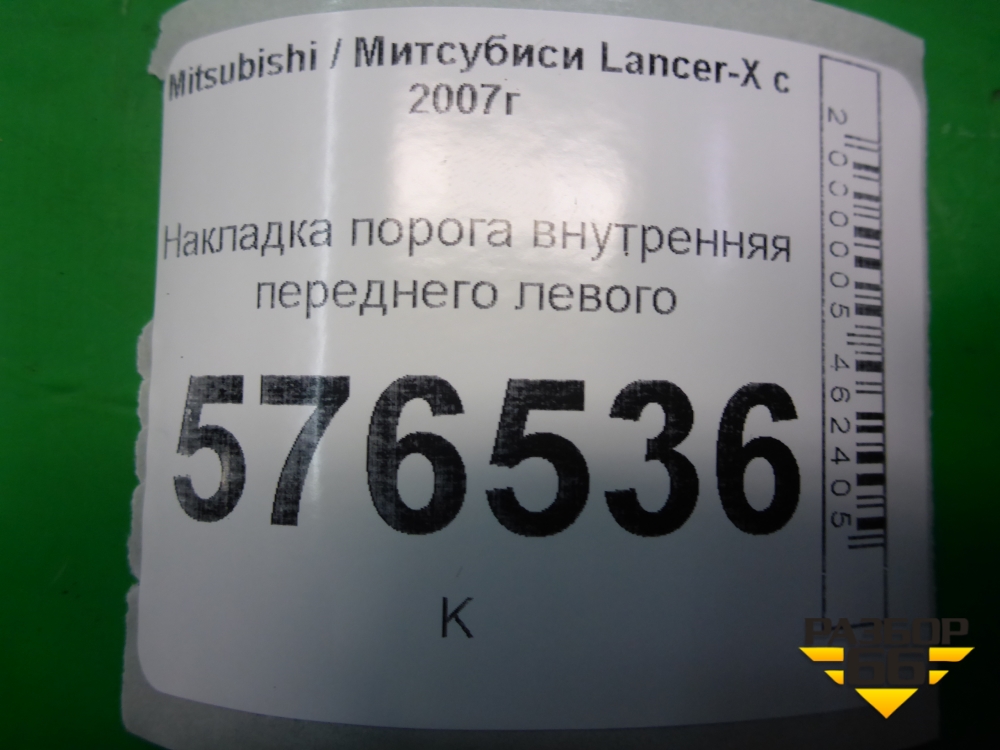 Mitsubishi / Митсубиси Lancer-X с
2007г
Накладка порога внутренняя
переднего левого
576536
К
2000005462405
РАЗБОР
66